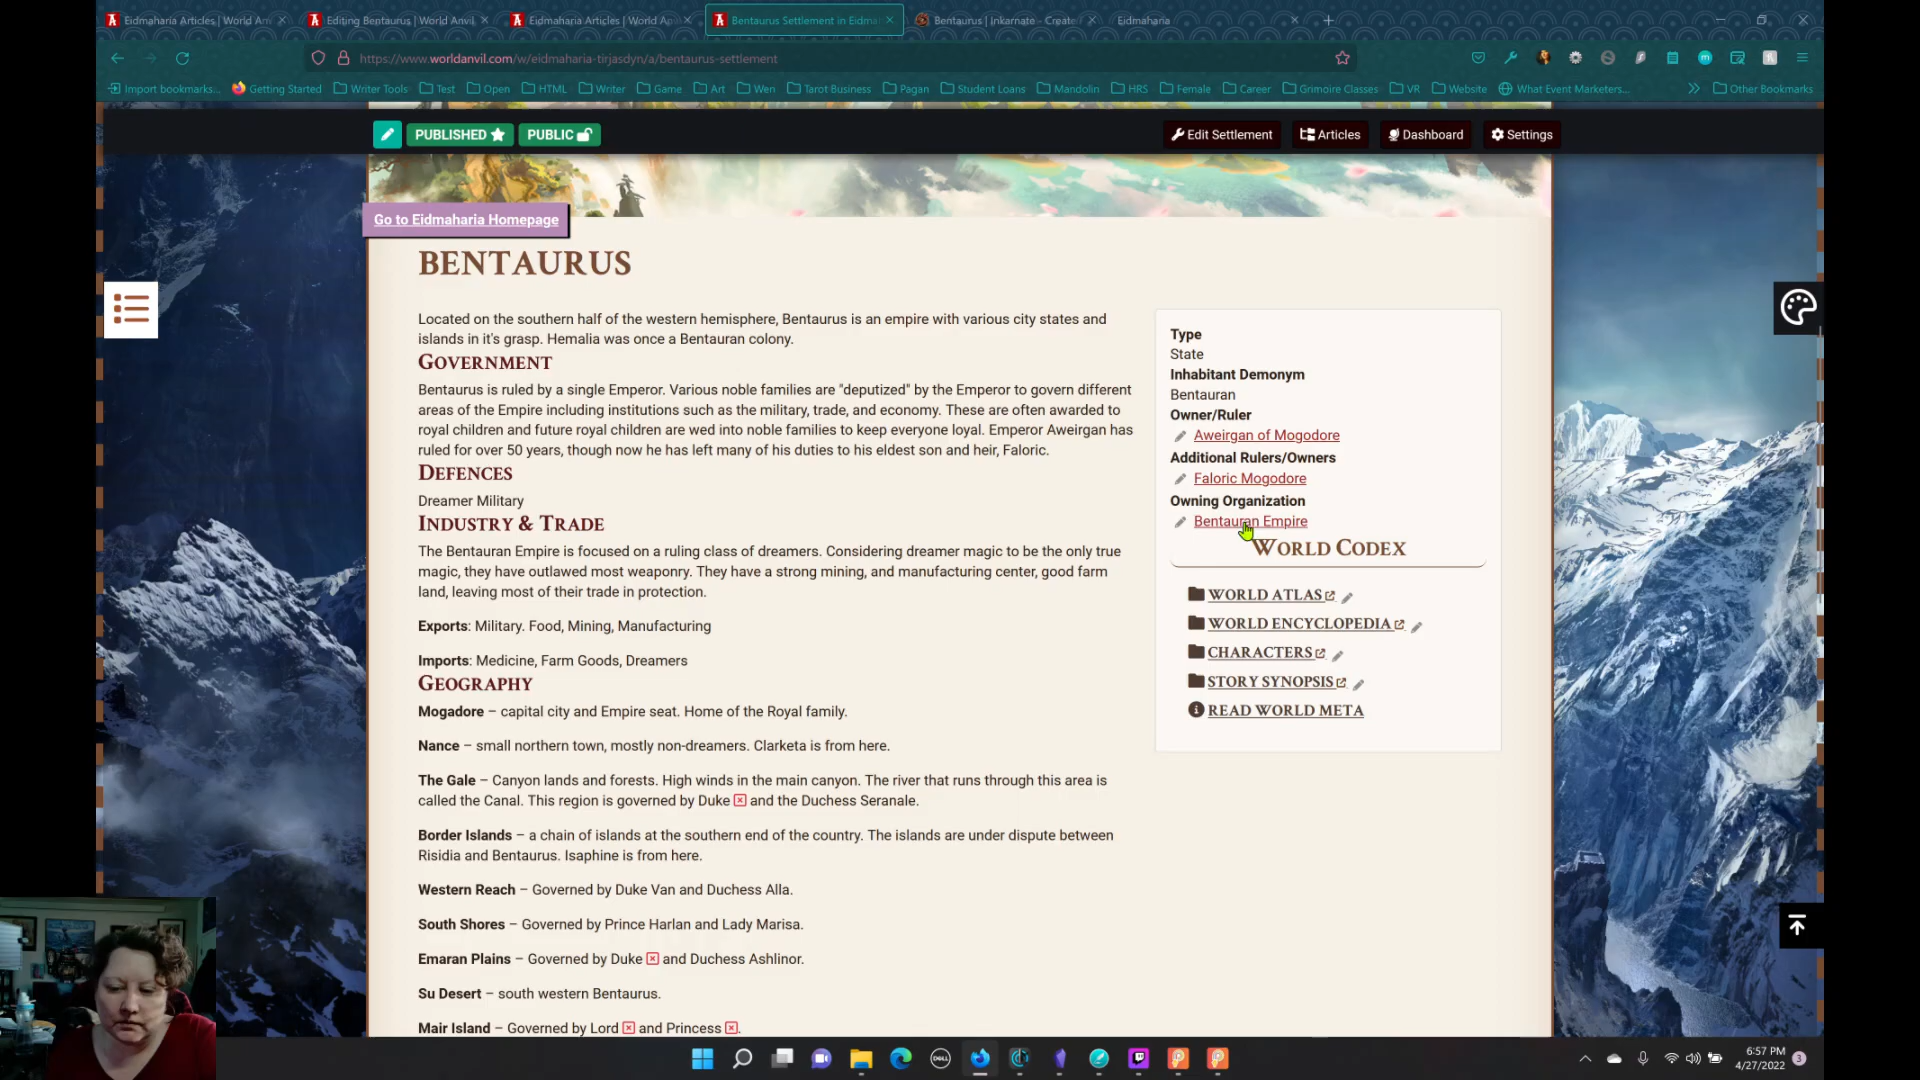 Eidmaharia Articles | World An
Editing Bentaurus | World Anvil
Eidmaharia Articles | World An
Bentaurus Settlement in Eidma
Bentaurus | Inkarnate - Create
Eidmaharia
https://www.worldanvil.com/w/eidmaharia-tirjasdyn/a/bentaurus-settlement
Import bookmarks... Getting Started Writer Tools Test Open HTML Writer Game Art Wen Tarot Business Pagan Student Loans Mandolin HRS Female Career Grimoire Classes VR Website What Event Marketers... Other Bookmarks
PUBLISHED PUBLIC Edit Settlement Articles Dashboard Settings
Go to Eidmaharia Homepage
BENTAURUS
Located on the southern half of the western hemisphere, Bentaurus is an empire with various city states and
islands in it's grasp. Hemalia was once a Bentauran colony.
GOVERNMENT
Bentaurus is ruled by a single Emperor. Various noble families are "deputized" by the Emperor to govern different
areas of the Empire including institutions such as the military, trade, and economy. These are often awarded to
royal children and future royal children are wed into noble families to keep everyone loyal. Emperor Aweirgan has
ruled for over 50 years, though now he has left many of his duties to his eldest son and heir, Faloric.
DEFENCES
Dreamer Military
INDUSTRY & TRADE
The Bentauran Empire is focused on a ruling class of dreamers. Considering dreamer magic to be the only true
magic, they have outlawed most weaponry. They have a strong mining, and manufacturing center, good farm
land, leaving most of their trade in protection.
Exports: Military. Food, Mining, Manufacturing
Imports: Medicine, Farm Goods, Dreamers
GEOGRAPHY
Mogadore – capital city and Empire seat. Home of the Royal family.
Nance – small northern town, mostly non-dreamers. Clarketa is from here.
The Gale – Canyon lands and forests. High winds in the main canyon. The river that runs through this area is
called the Canal. This region is governed by Duke and the Duchess Seranale.
Border Islands – a chain of islands at the southern end of the country. The islands are under dispute between
Risidia and Bentaurus. Isaphine is from here.
Western Reach – Governed by Duke Van and Duchess Alla.
South Shores – Governed by Prince Harlan and Lady Marisa.
Emaran Plains – Governed by Duke and Duchess Ashlinor.
Su Desert – south western Bentaurus.
Mair Island – Governed by Lord and Princess .
Type
State
Inhabitant Demonym
Bentauran
Owner/Ruler
Aweirgan of Mogodore
Additional Rulers/Owners
Faloric Mogodore
Owning Organization
Bentauran Empire
WORLD CODEX
WORLD ATLAS
WORLD ENCYCLOPEDIA
CHARACTERS
STORY SYNOPSIS
READ WORLD META
DELL
6:57 PM
4/27/2022
3